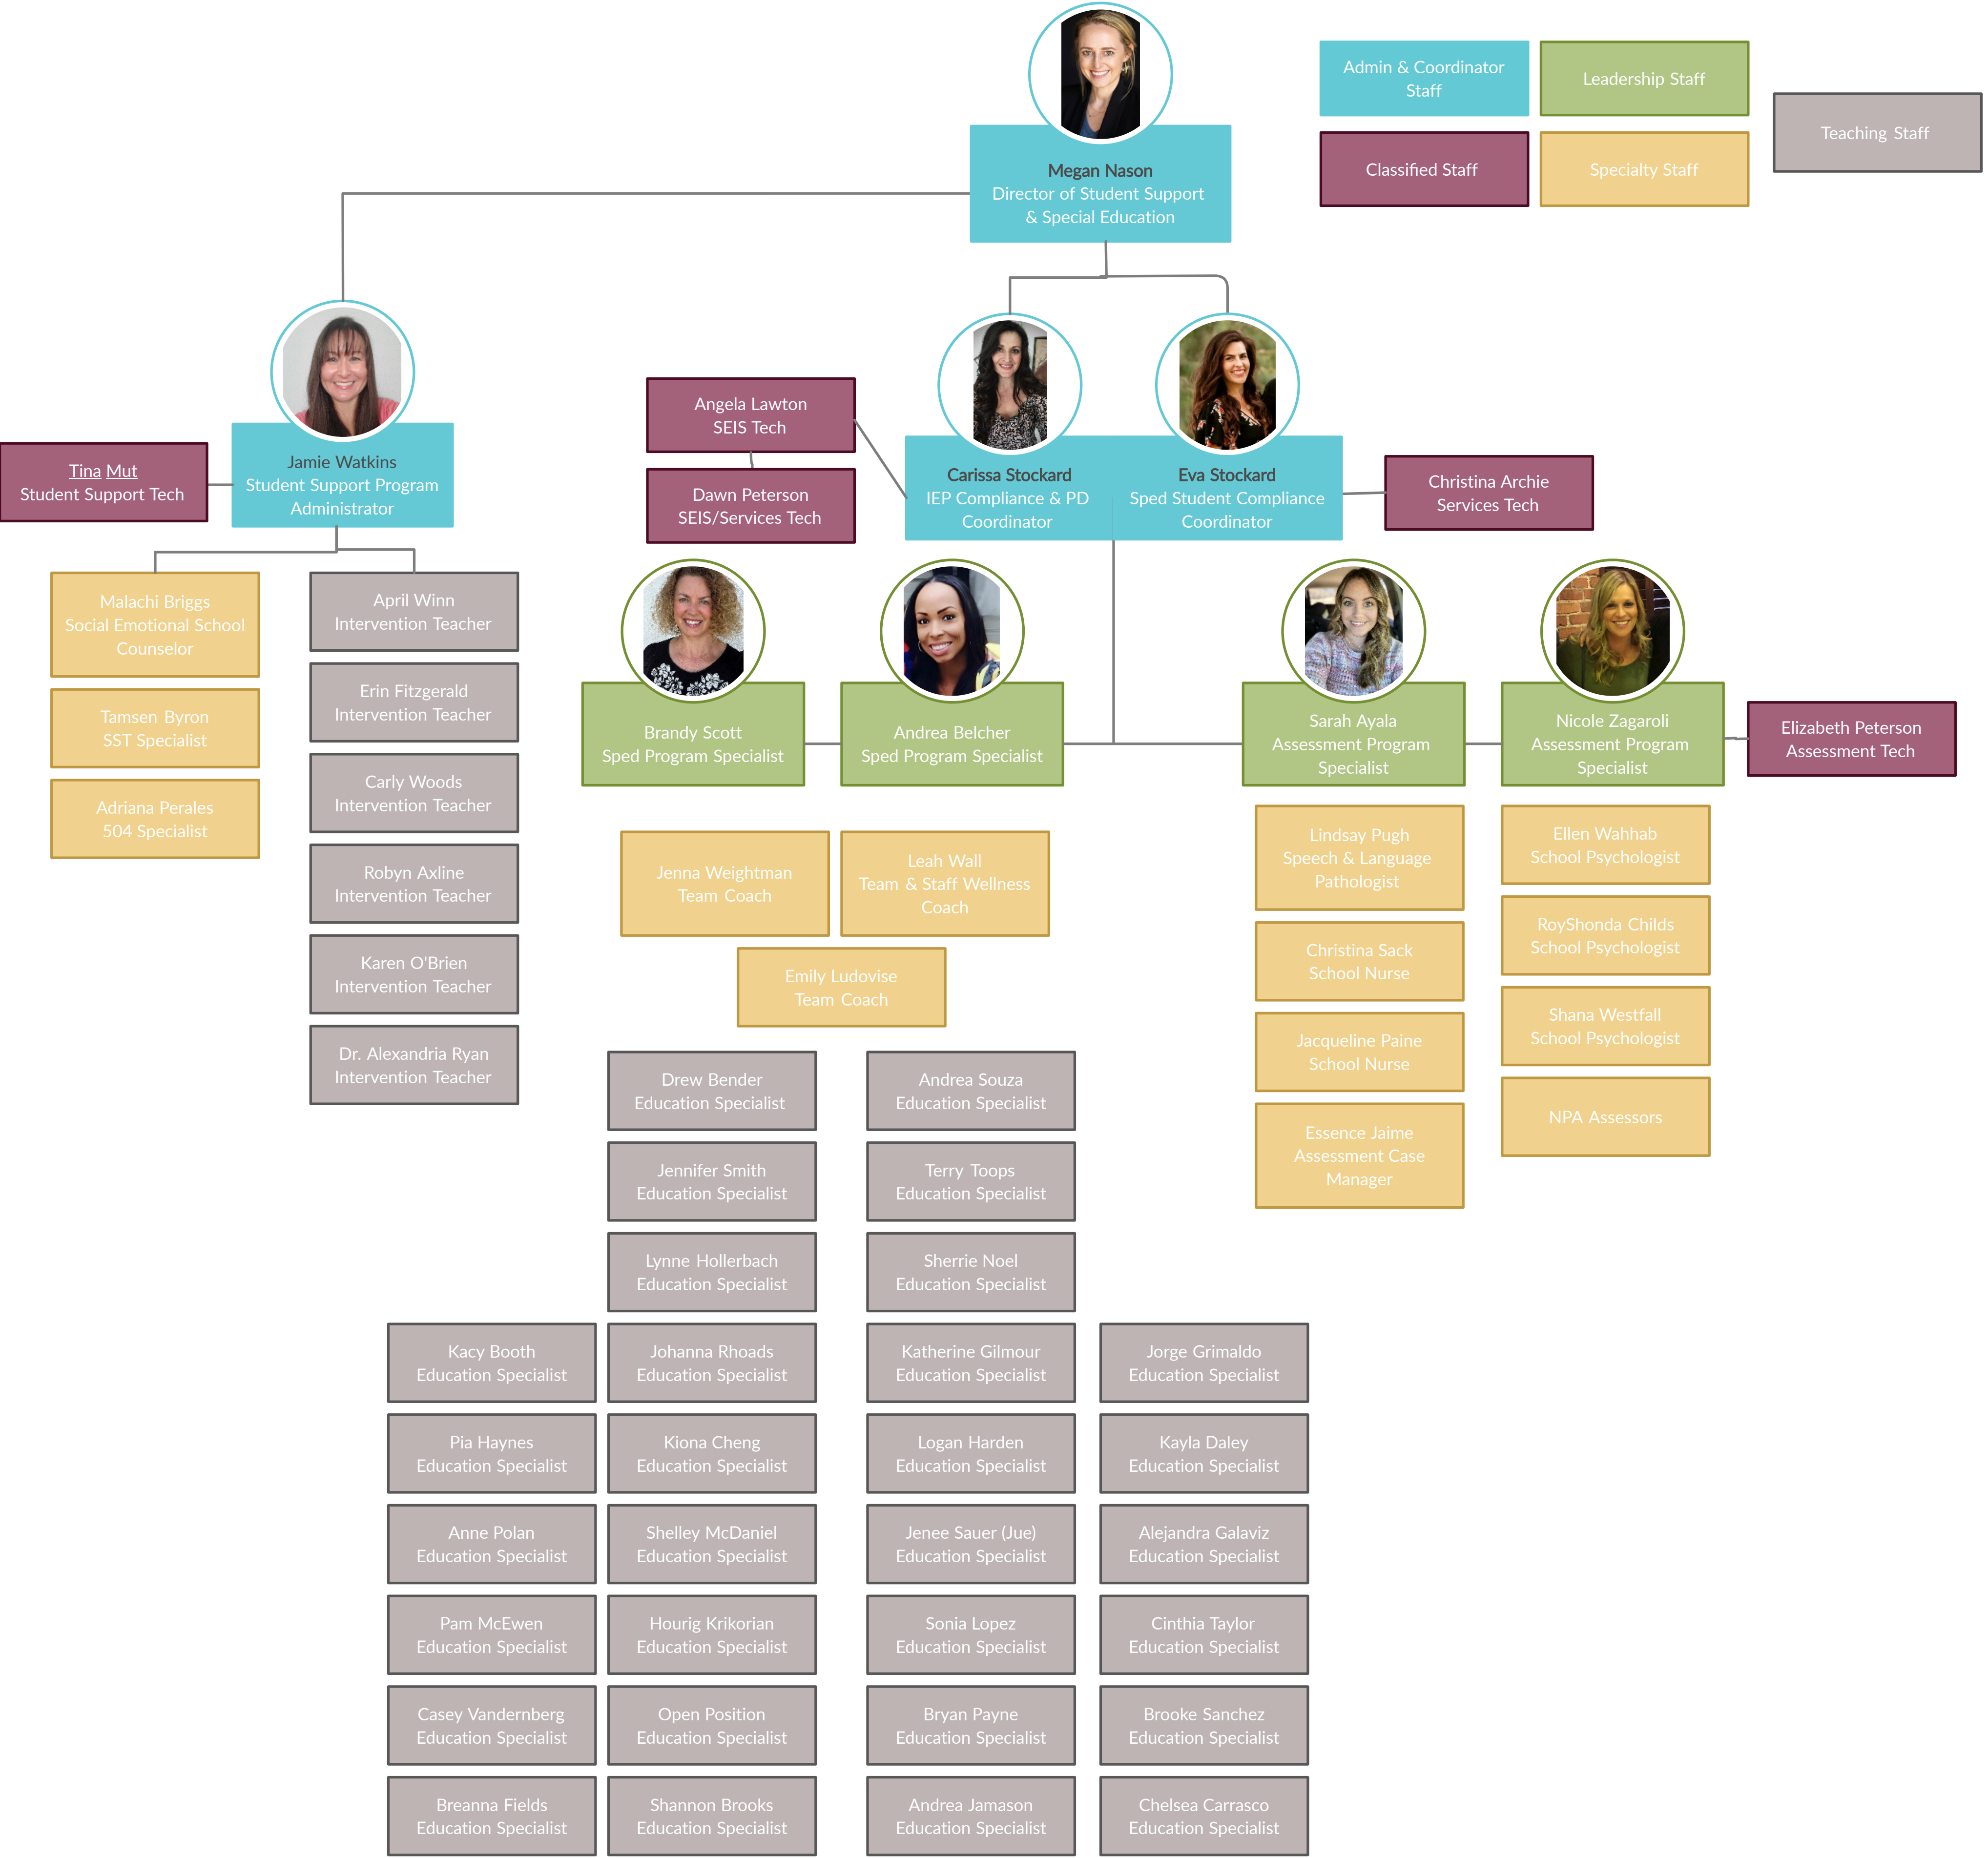 Megan Nason
Director of Student Support
& Special Education
Admin & Coordinator
Staff
Leadership Staff
Teaching Staff
Classified Staff
Specialty Staff
Jamie Watkins
Student Support Program
Administrator
Tina Mut
Student Support Tech
Malachi Briggs
Social Emotional School
Counselor
Tamsen Byron
SST Specialist
Adriana Perales
504 Specialist
April Winn
Intervention Teacher
Erin Fitzgerald
Intervention Teacher
Carly Woods
Intervention Teacher
Robyn Axline
Intervention Teacher
Karen O'Brien
Intervention Teacher
Dr. Alexandria Ryan
Intervention Teacher
Angela Lawton
SEIS Tech
Dawn Peterson
SEIS/Services Tech
Carissa Stockard
IEP Compliance & PD
Coordinator
Eva Stockard
Sped Student Compliance
Coordinator
Christina Archie
Services Tech
Brandy Scott
Sped Program Specialist
Andrea Belcher
Sped Program Specialist
Sarah Ayala
Assessment Program
Specialist
Nicole Zagaroli
Assessment Program
Specialist
Elizabeth Peterson
Assessment Tech
Jenna Weightman
Team Coach
Leah Wall
Team & Staff Wellness
Coach
Emily Ludovise
Team Coach
Lindsay Pugh
Speech & Language
Pathologist
Christina Sack
School Nurse
Jacqueline Paine
School Nurse
Essence Jaime
Assessment Case
Manager
Ellen Wahhab
School Psychologist
RoyShonda Childs
School Psychologist
Shana Westfall
School Psychologist
NPA Assessors
Drew Bender
Education Specialist
Andrea Souza
Education Specialist
Jennifer Smith
Education Specialist
Terry Toops
Education Specialist
Lynne Hollerbach
Education Specialist
Sherrie Noel
Education Specialist
Kacy Booth
Education Specialist
Johanna Rhoads
Education Specialist
Katherine Gilmour
Education Specialist
Jorge Grimaldo
Education Specialist
Pia Haynes
Education Specialist
Kiona Cheng
Education Specialist
Logan Harden
Education Specialist
Kayla Daley
Education Specialist
Anne Polan
Education Specialist
Shelley McDaniel
Education Specialist
Jenee Sauer (Jue)
Education Specialist
Alejandra Galaviz
Education Specialist
Pam McEwen
Education Specialist
Hourig Krikorian
Education Specialist
Sonia Lopez
Education Specialist
Cinthia Taylor
Education Specialist
Casey Vandernberg
Education Specialist
Open Position
Education Specialist
Bryan Payne
Education Specialist
Brooke Sanchez
Education Specialist
Breanna Fields
Education Specialist
Shannon Brooks
Education Specialist
Andrea Jamason
Education Specialist
Chelsea Carrasco
Education Specialist